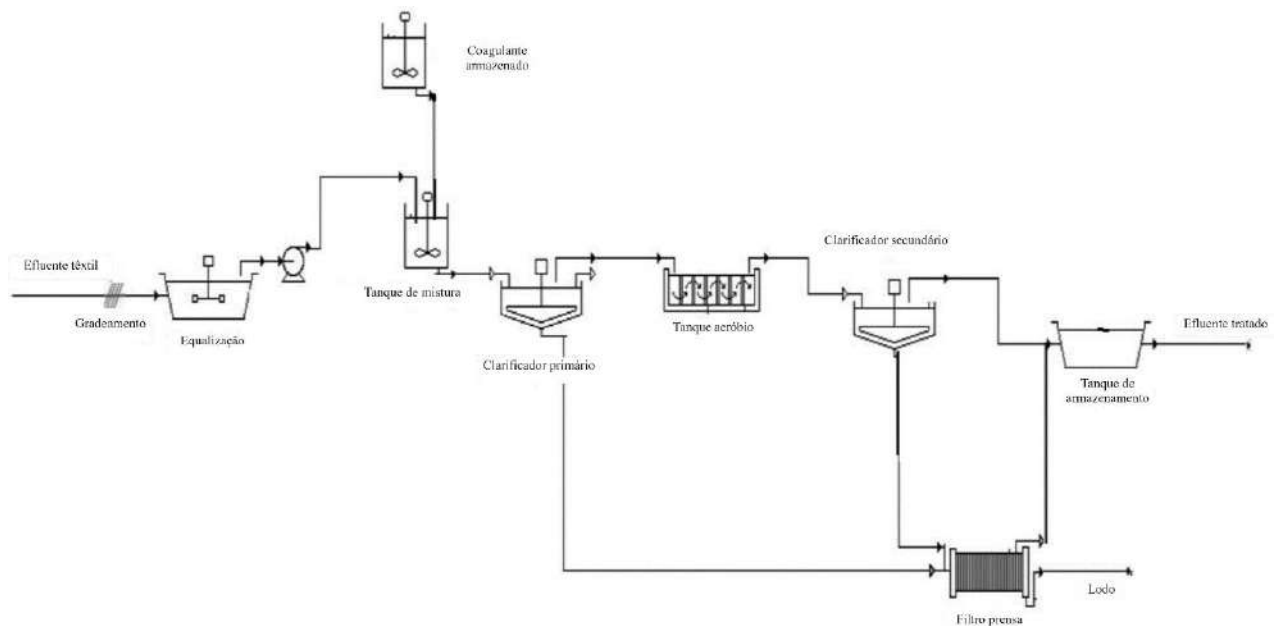 Coagulante
armazenado
Clarificador secundário
Efluente têxtil
Gradeamento
Equalização
Tanque de mistura
Clarificador primário
Tanque aeróbio
Efluente tratado
Tanque de
armazenamento
Lodo
Filtro prensa